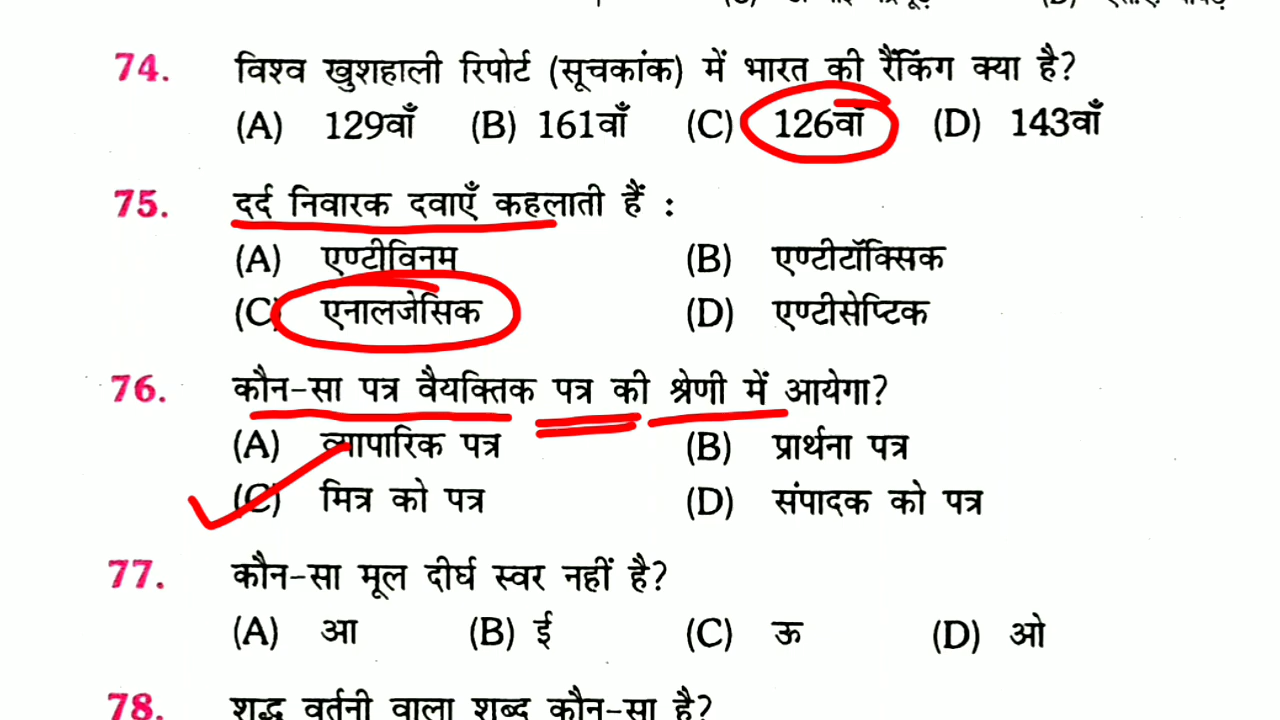 74. विश्व खुशहाली रिपोर्ट (सूचकांक) में भारत की रैंकिंग क्या है?
(A) 129वाँ (B) 161वाँ (C) 126वाँ (D) 143वाँ
75. दर्द निवारक दवाएँ कहलाती हैं :
(A) एण्टीविनम (B) एण्टीटॉक्सिक
(C) एनालजेसिक (D) एण्टीसेप्टिक
76. कौन-सा पत्र वैयक्तिक पत्र की श्रेणी में आयेगा?
(A) व्यापारिक पत्र (B) प्रार्थना पत्र
(C) मित्र को पत्र (D) संपादक को पत्र
77. कौन-सा मूल दीर्घ स्वर नहीं है?
(A) आ (B) ई (C) ऊ (D) ओ
78. शुद्ध वर्तनी वाला शब्द कौन-सा है?